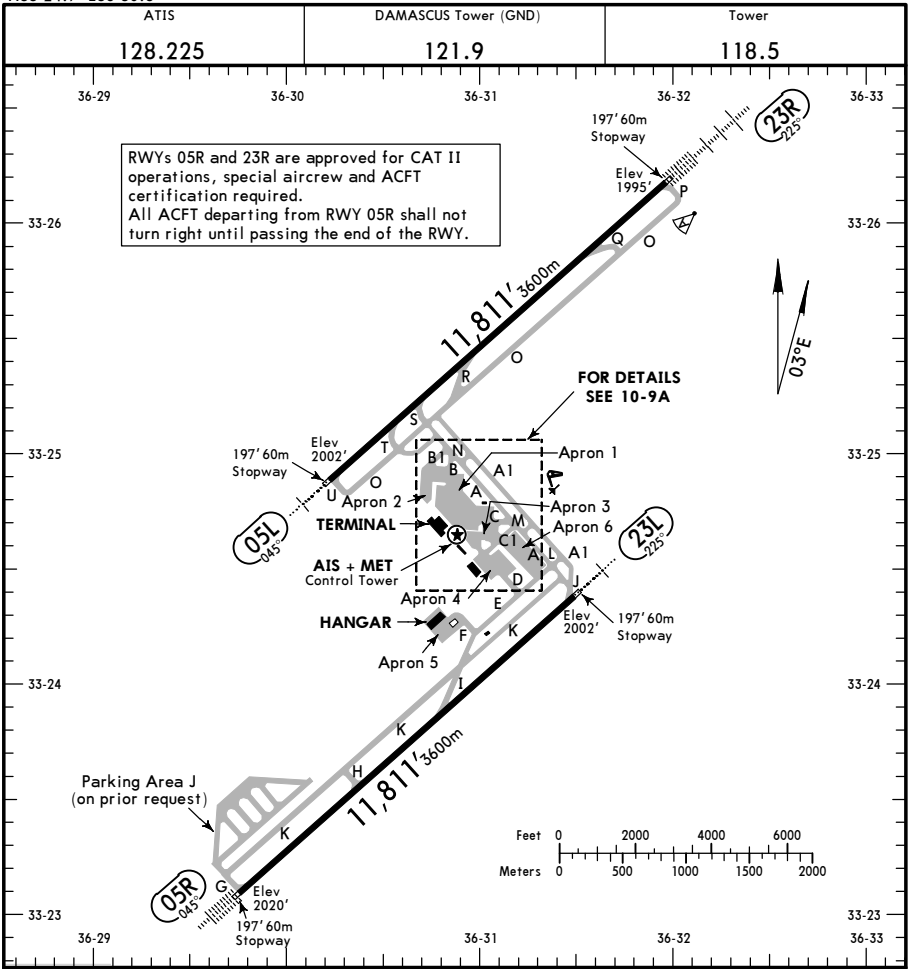 ATIS
DAMASCUS Tower (GND)
Tower
128.225
121.9
118.5
36-29
36-30
36-31
36-32
36-33
23R
225°
197'60m
Stopway
Elev
1995'
P
RWYs 05R and 23R are approved for CAT II
operations, special aircrew and ACFT
certification required.
All ACFT departing from RWY 05R shall not
turn right until passing the end of the RWY.
33-26
33-26
Q
O
11,811'
3600m
03°E
O
R
FOR DETAILS
SEE 10-9A
S
T
33-25
33-25
197'60m
Stopway
Elev
2002'
U
O
B1
N
B
A1
Apron 1
Apron 2
A
Apron 3
C
M
Apron 6
TERMINAL
C1
A
L
A1
23L
225°
05L
045°
AIS + MET
Control Tower
D
J
Apron 4
E
Elev
2002'
197'60m
Stopway
HANGAR
F
K
Apron 5
33-24
33-24
I
K
11,811'
3600m
H
Parking Area J
(on prior request)
K
Feet
0
2000
4000
6000
Meters
0
500
1000
1500
2000
G
05R
045°
Elev
2020'
197'60m
Stopway
33-23
33-23
36-29
36-31
36-32
36-33